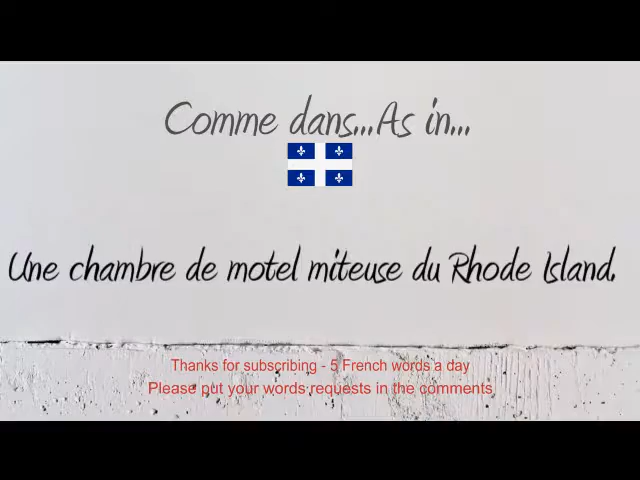 Comme dans...As in...
Une chambre de motel miteuse du Rhode Island.
Thanks for subscribing - 5 French words a day
Please put your words requests in the comments